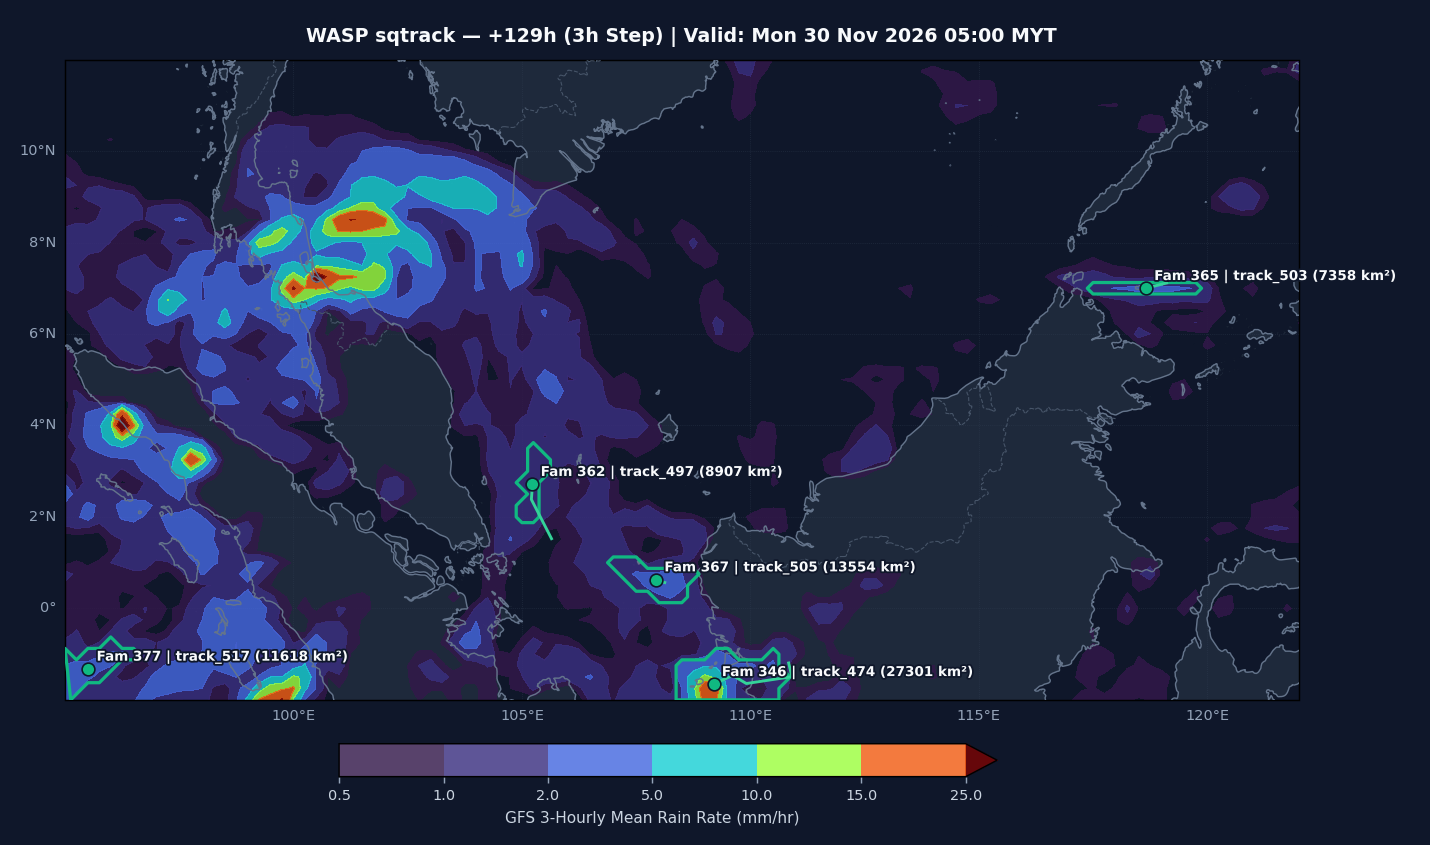 WASP sqtrack — +129h (3h Step) | Valid: Mon 30 Nov 2026 05:00 MYT
10°N
8°N
Fam 365 | track_503 (7358 km²)
6°N
4°N
Fam 362 | track_497 (8907 km²)
2°N
Fam 367 | track_505 (13554 km²)
0°
Fam 377 | track_517 (11618 km²)
Fam 346 | track_474 (27301 km²)
100°E 105°E 110°E 115°E 120°E
0.5 1.0 2.0 5.0 10.0 15.0 25.0
GFS 3-Hourly Mean Rain Rate (mm/hr)